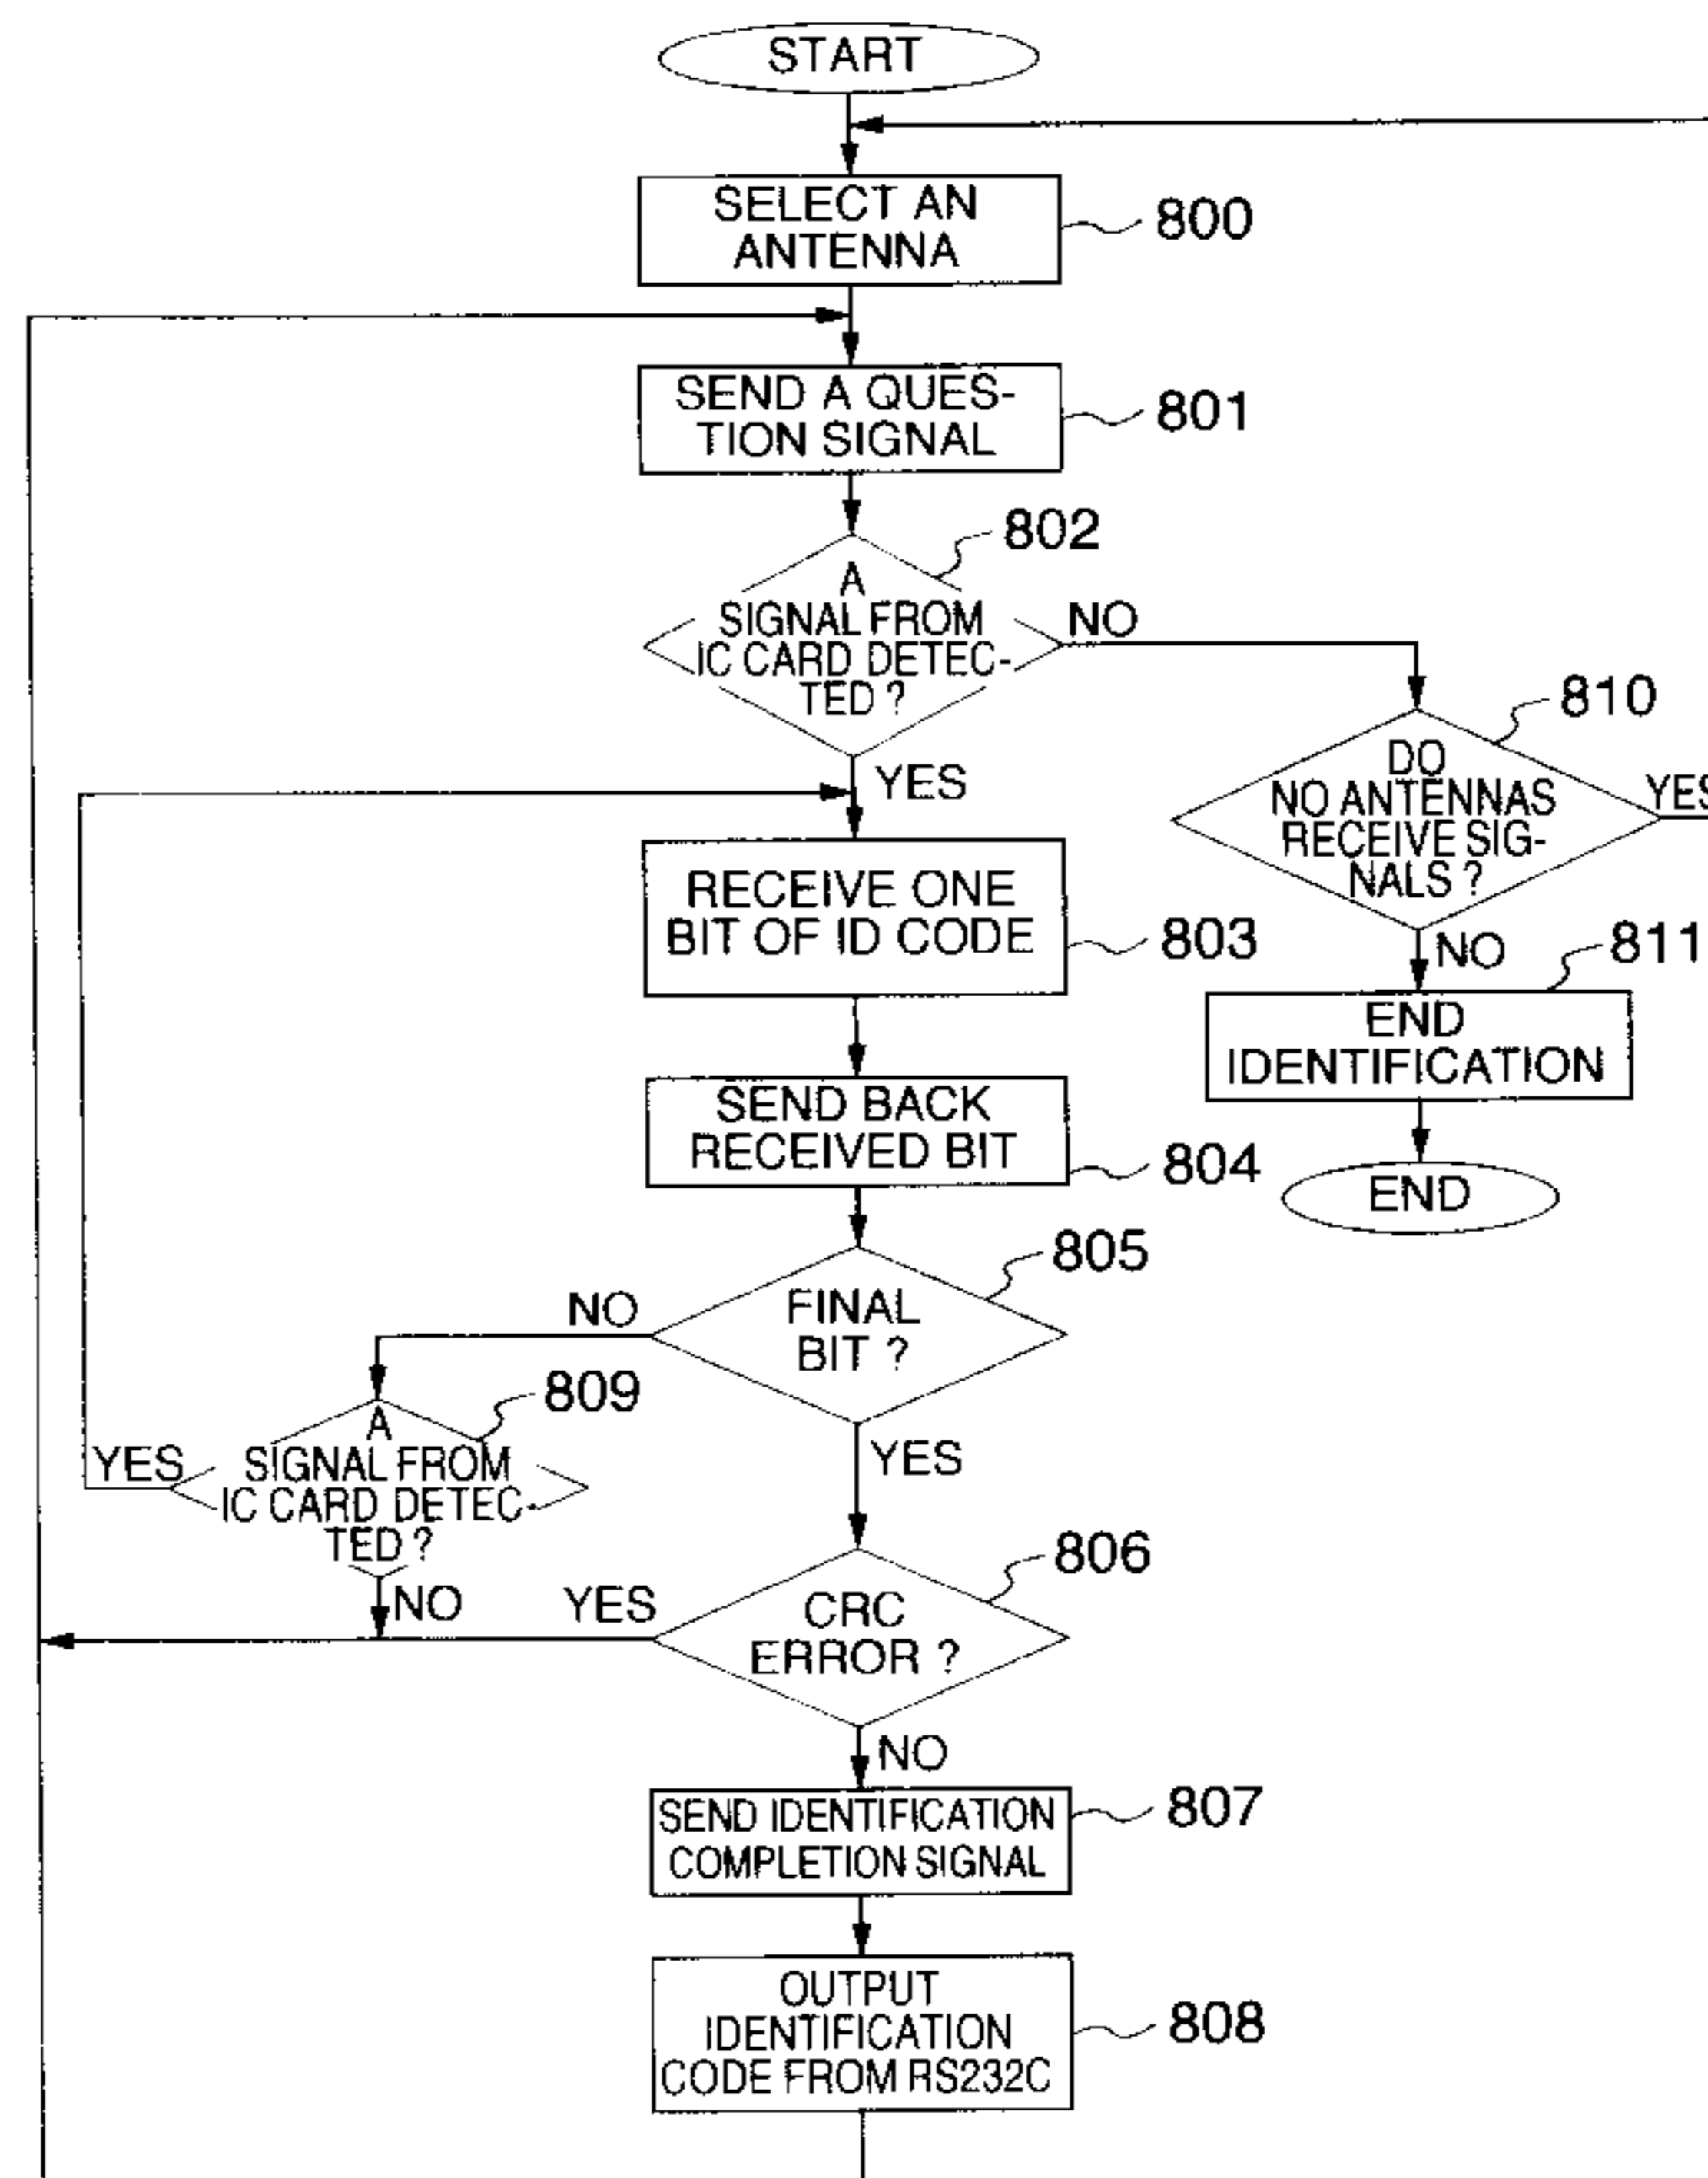 START
SELECT AN
ANTENNA
800
SEND A QUES-
TION SIGNAL
801
802
A
SIGNAL FROM
IC CARD DETEC-
TED ?
NO
YES
810
DO
NO ANTENNAS
RECEIVE SIG-
NALS ?
YES
NO
811
END
IDENTIFICATION
END
RECEIVE ONE
BIT OF ID CODE
803
SEND BACK
RECEIVED BIT
804
805
FINAL
BIT ?
NO
YES
809
A
SIGNAL FROM
IC CARD DETEC-
TED ?
YES
NO
806
CRC
ERROR ?
YES
NO
SEND IDENTIFICATION
COMPLETION SIGNAL
807
OUTPUT
IDENTIFICATION
CODE FROM RS232C
808